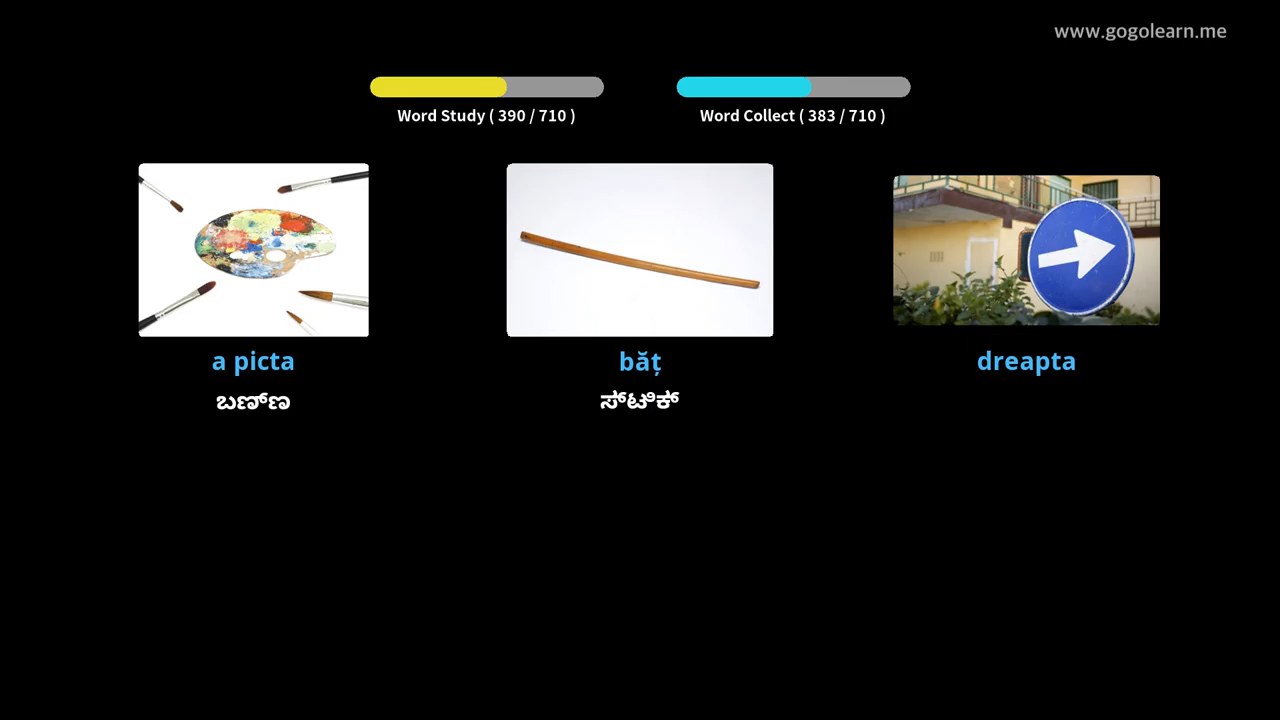 www.gogolearn.me
Word Study ( 390 / 710 )
Word Collect ( 383 / 710 )
a picta
băț
dreapta
ಬಣ್ಣ
ಸ್ಟಿಕ್